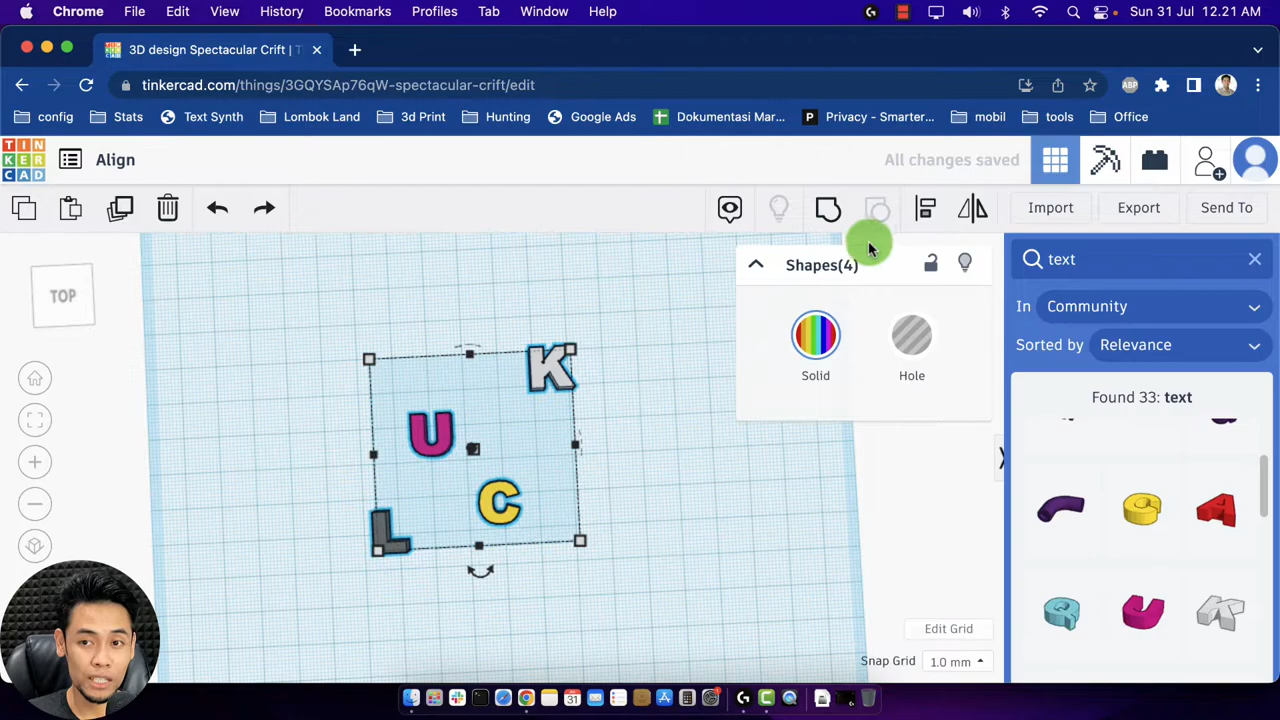 Chrome File Edit View History Bookmarks Profiles Tab Window Help Sun 31 Jul 12.21 AM
3D design Spectacular Crift | T
tinkercad.com/things/3GQYSAp76qW-spectacular-crift/edit
config Stats Text Synth Lombok Land 3d Print Hunting Google Ads Dokumentasi Mar... Privacy - Smarter... mobil tools Office
TIN
KER
CAD
Align All changes saved
Import Export Send To
TOP
Shapes(4)
Solid Hole
K
U
C
L
text
In Community
Sorted by Relevance
Found 33: text
Edit Grid
Snap Grid 1.0 mm